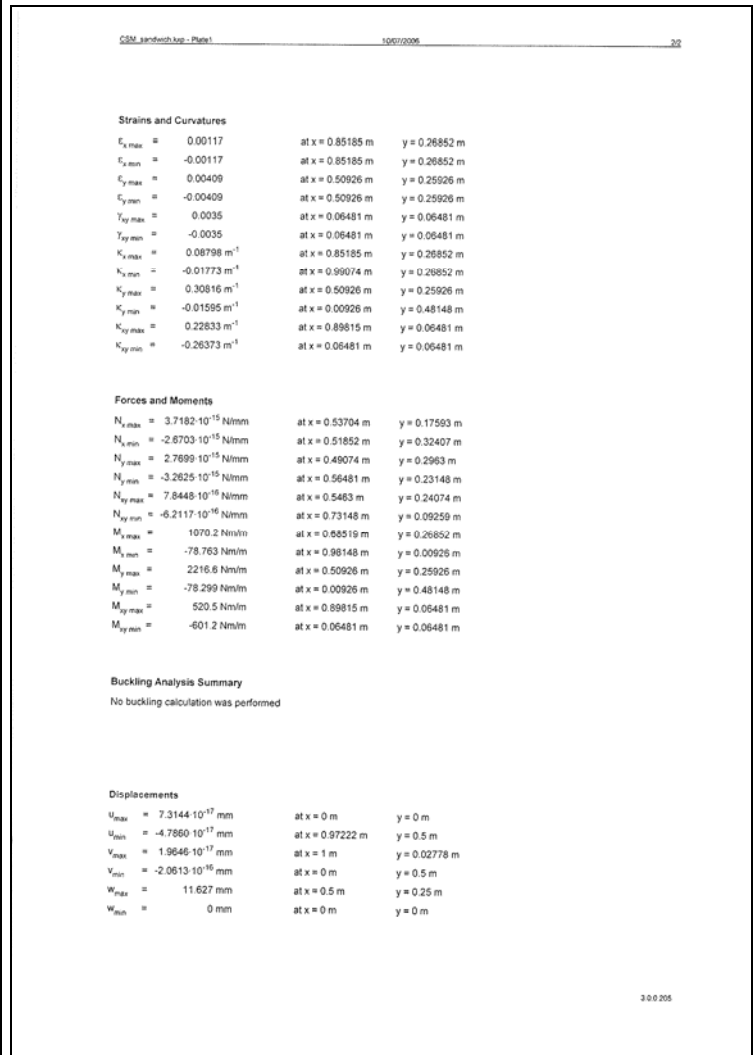 CSM_sandwich.kxp - Plate1 10/07/2006 2/2
Strains and Curvatures
εx max = 0.00117 at x = 0.85185 m y = 0.26852 m
εx min = -0.00117 at x = 0.85185 m y = 0.26852 m
εy max = 0.00409 at x = 0.50926 m y = 0.25926 m
εy min = -0.00409 at x = 0.50926 m y = 0.25926 m
γxy max = 0.0035 at x = 0.06481 m y = 0.06481 m
γxy min = -0.0035 at x = 0.06481 m y = 0.06481 m
κx max = 0.08798 m⁻¹ at x = 0.85185 m y = 0.26852 m
κx min = -0.01773 m⁻¹ at x = 0.99074 m y = 0.26852 m
κy max = 0.30816 m⁻¹ at x = 0.50926 m y = 0.25926 m
κy min = -0.01595 m⁻¹ at x = 0.00926 m y = 0.48148 m
κxy max = 0.22833 m⁻¹ at x = 0.89815 m y = 0.06481 m
κxy min = -0.26373 m⁻¹ at x = 0.06481 m y = 0.06481 m
Forces and Moments
Nx max = 3.7182·10⁻¹⁵ N/mm at x = 0.53704 m y = 0.17593 m
Nx min = -2.6703·10⁻¹⁵ N/mm at x = 0.51852 m y = 0.32407 m
Ny max = 2.7699·10⁻¹⁵ N/mm at x = 0.49074 m y = 0.2963 m
Ny min = -3.2625·10⁻¹⁵ N/mm at x = 0.56481 m y = 0.23148 m
Nxy max = 7.8448·10⁻¹⁶ N/mm at x = 0.5463 m y = 0.24074 m
Nxy min = -6.2117·10⁻¹⁶ N/mm at x = 0.73148 m y = 0.09259 m
Mx max = 1070.2 Nm/m at x = 0.68519 m y = 0.26852 m
Mx min = -78.763 Nm/m at x = 0.98148 m y = 0.00926 m
My max = 2216.6 Nm/m at x = 0.50926 m y = 0.25926 m
My min = -78.299 Nm/m at x = 0.00926 m y = 0.48148 m
Mxy max = 520.5 Nm/m at x = 0.89815 m y = 0.06481 m
Mxy min = -601.2 Nm/m at x = 0.06481 m y = 0.06481 m
Buckling Analysis Summary
No buckling calculation was performed
Displacements
umax = 7.3144·10⁻¹⁷ mm at x = 0 m y = 0 m
umin = -4.7860·10⁻¹⁷ mm at x = 0.97222 m y = 0.5 m
vmax = 1.9646·10⁻¹⁷ mm at x = 1 m y = 0.02778 m
vmin = -2.0613·10⁻¹⁶ mm at x = 0 m y = 0.5 m
wmax = 11.627 mm at x = 0.5 m y = 0.25 m
wmin = 0 mm at x = 0 m y = 0 m
3.0.0 205